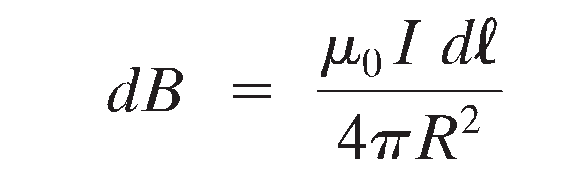 dB = μ₀ I dℓ / 4πR²